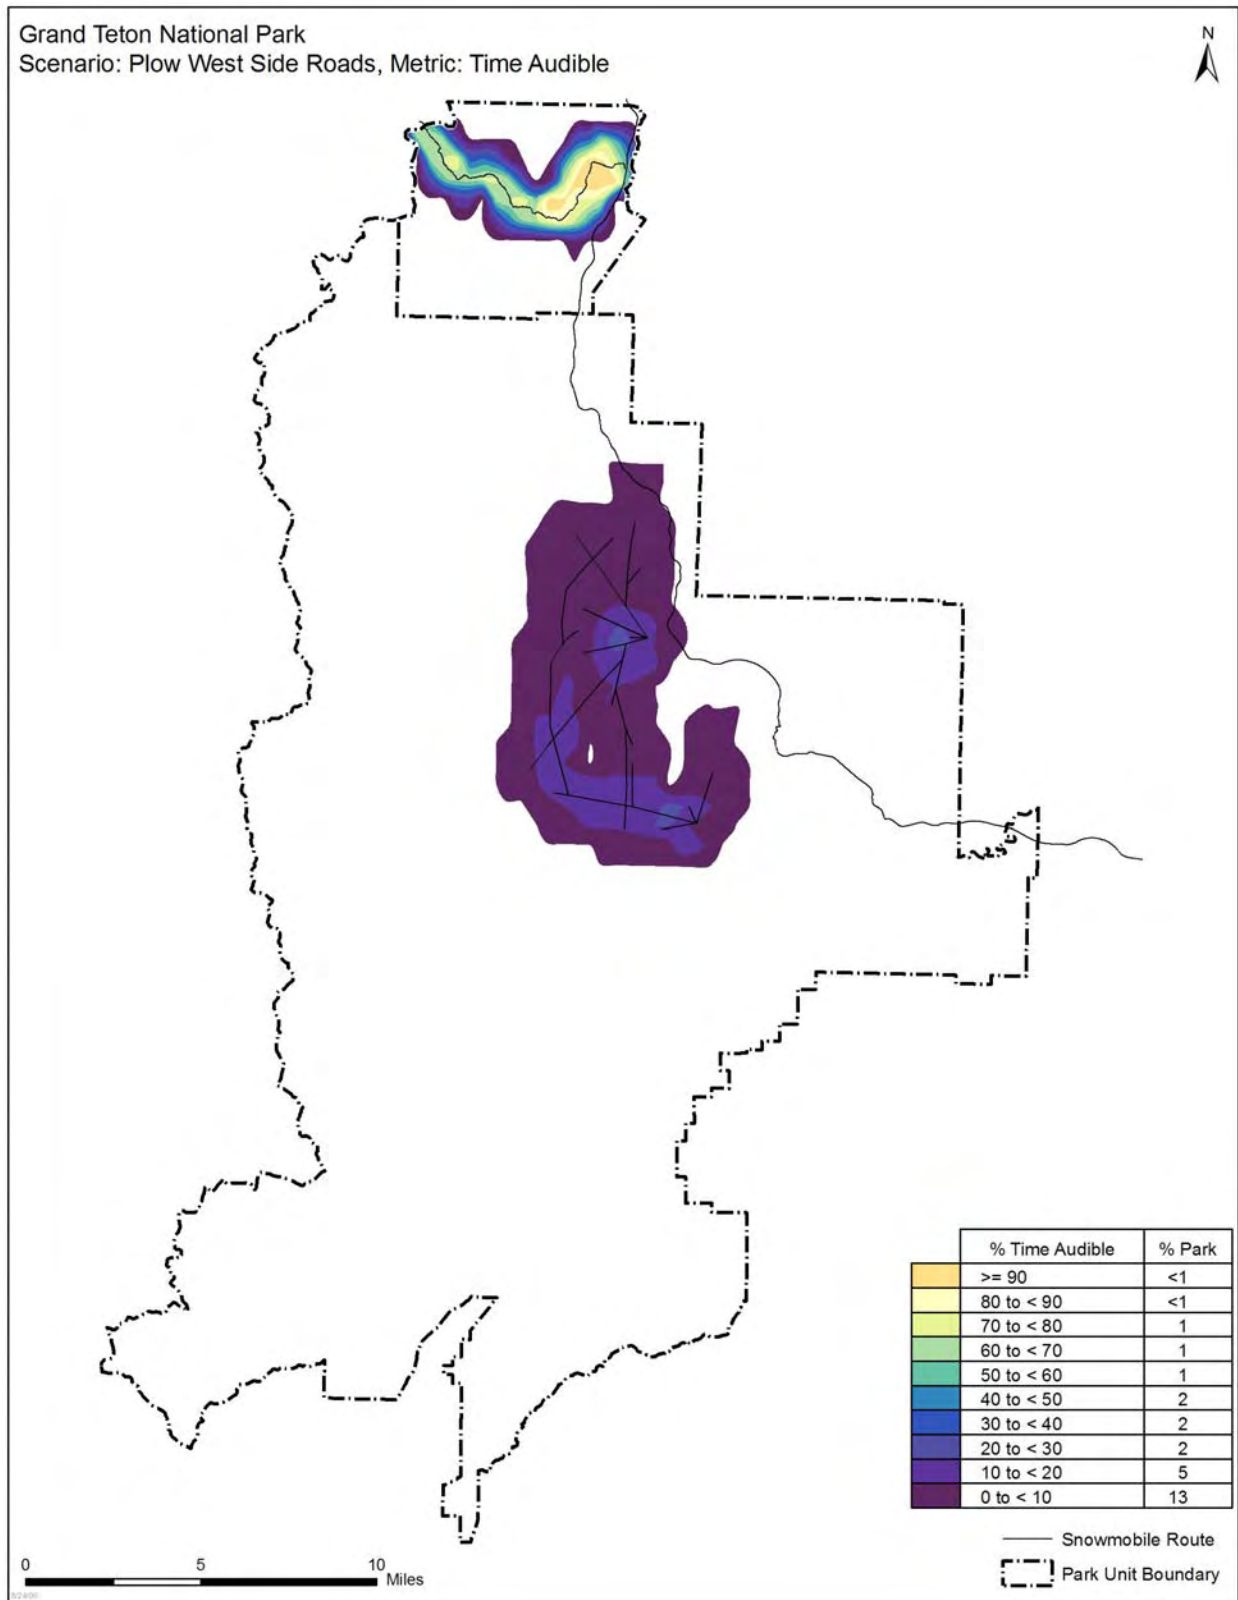 Grand Teton National Park
Scenario: Plow West Side Roads, Metric: Time Audible
N
% Time Audible % Park
>= 90 <1
80 to < 90 <1
70 to < 80 1
60 to < 70 1
50 to < 60 1
40 to < 50 2
30 to < 40 2
20 to < 30 2
10 to < 20 5
0 to < 10 13
Snowmobile Route
Park Unit Boundary
0 5 10
Miles